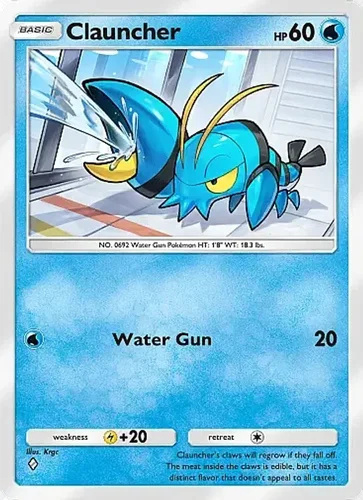 BASIC Clauncher HP 60
NO. 0692 Water Gun Pokémon HT: 1'8" WT: 18.3 lbs.
Water Gun 20
weakness +20 retreat
Illus. Krgc
Clauncher's claws will regrow if they fall off.
The meat inside the claws is edible, but it has a
distinct flavor that doesn't appeal to all tastes.